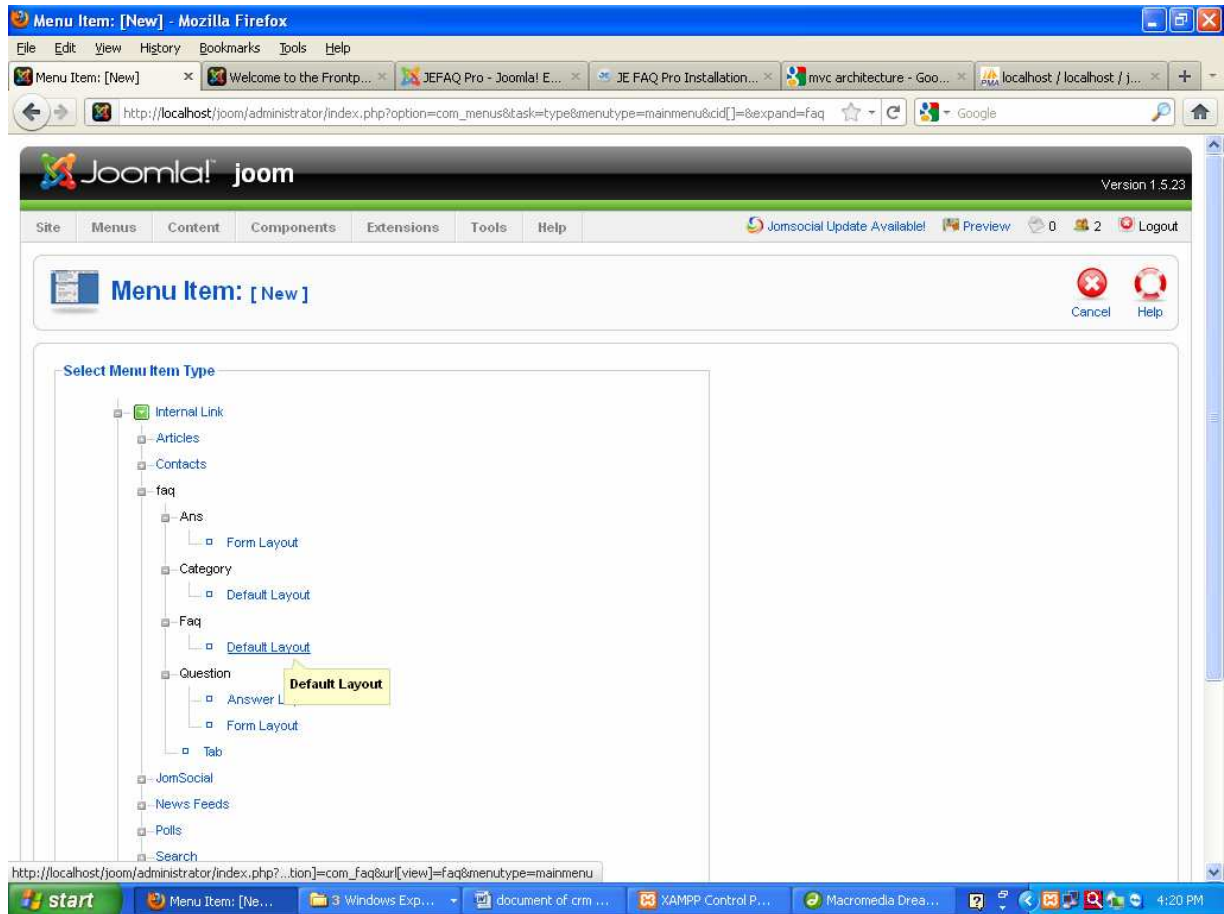 Menu Item: [New] - Mozilla Firefox
File Edit View History Bookmarks Tools Help
Menu Item: [New] Welcome to the Frontp... JEFAQ Pro - Joomla! E... JE FAQ Pro Installation... mvc architecture - Goo... localhost / localhost / j...
http://localhost/joom/administrator/index.php?option=com_menus&task=type&menutype=mainmenu&cid[]=&expand=faq Google
Joomla! joom
Version 1.5.23
Site Menus Content Components Extensions Tools Help Jomsocial Update Available! Preview 0 2 Logout
Menu Item: [ New ]
Cancel Help
Select Menu Item Type
Internal Link
Articles
Contacts
faq
Ans
Form Layout
Category
Default Layout
Faq
Default Layout
Question
Default Layout
Answer L
Form Layout
Tab
JomSocial
News Feeds
Polls
Search
http://localhost/joom/administrator/index.php?...tion]=com_faq&url[view]=faq&menutype=mainmenu
start Menu Item: [Ne... 3 Windows Exp... document of crm ... XAMPP Control P... Macromedia Drea... 4:20 PM